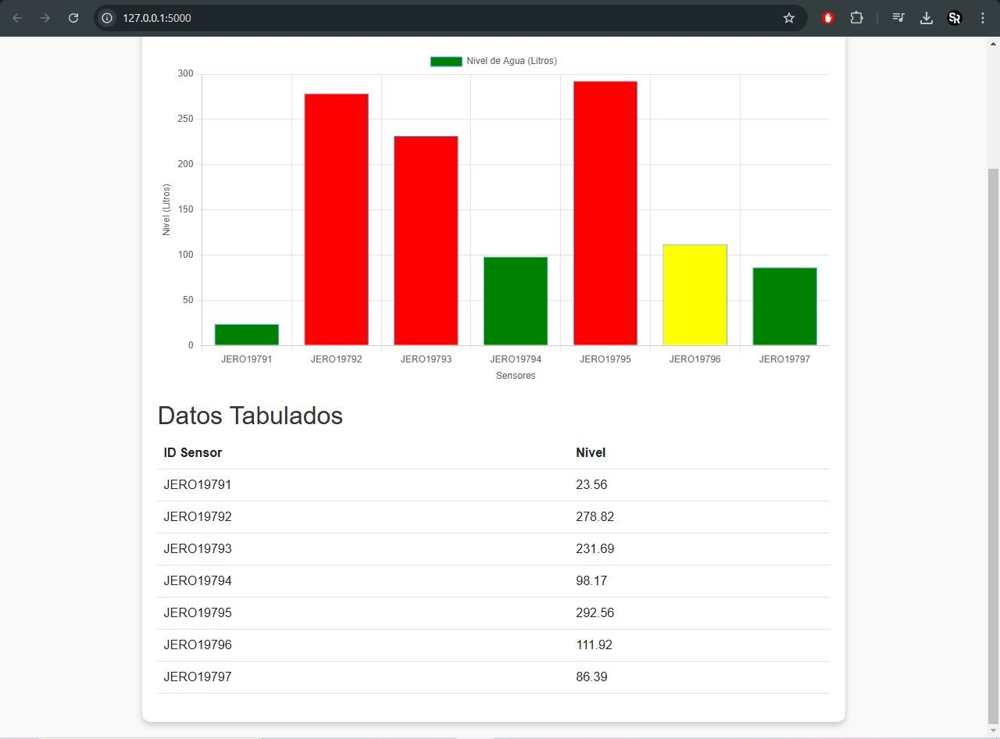 127.0.0.1:5000
SR
Nivel de Agua (Litros)
300
250
200
150
100
50
0
Nivel (Litros)
JERO19791 JERO19792 JERO19793 JERO19794 JERO19795 JERO19796 JERO19797
Sensores
Datos Tabulados
ID Sensor Nivel
JERO19791 23.56
JERO19792 278.82
JERO19793 231.69
JERO19794 98.17
JERO19795 292.56
JERO19796 111.92
JERO19797 86.39